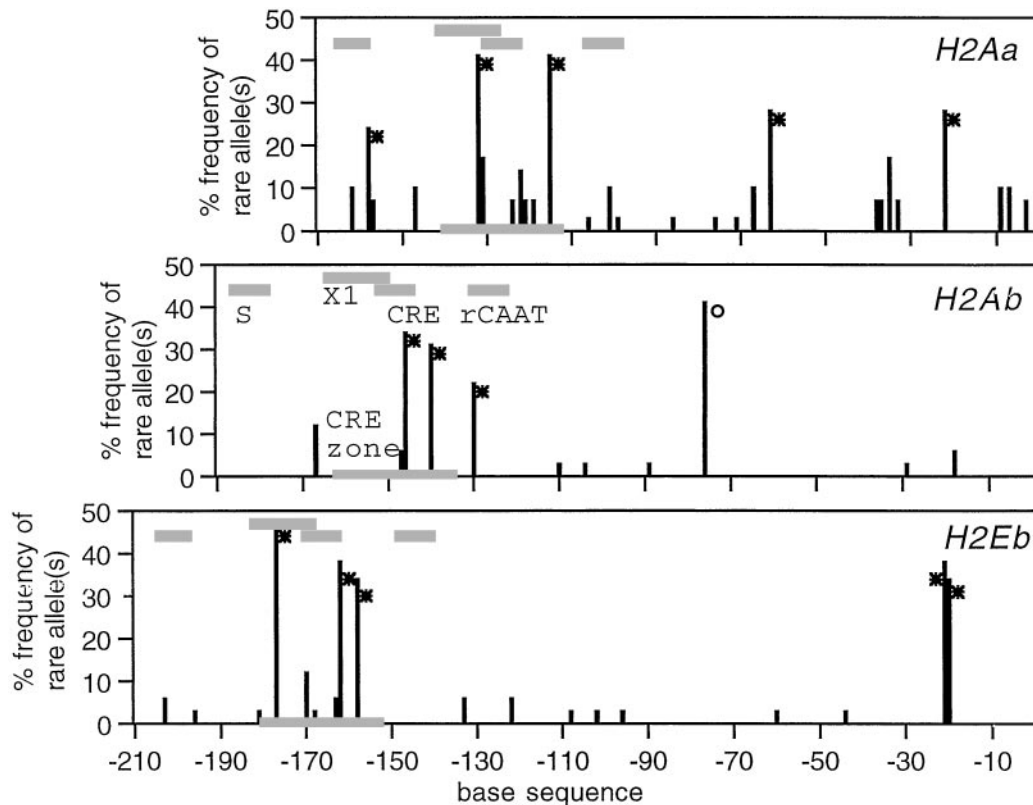 % frequency of
rare allele(s)
50
40
30
20
10
0
H2Aa
*
*
*
*
*
% frequency of
rare allele(s)
50
40
30
20
10
0
S
X1
CRE
rCAAT
H2Ab
CRE
zone
*
*
*
% frequency of
rare allele(s)
50
40
30
20
10
0
H2Eb
*
*
*
*
*
-210 -190 -170 -150 -130 -110 -90 -70 -50 -30 -10
base sequence